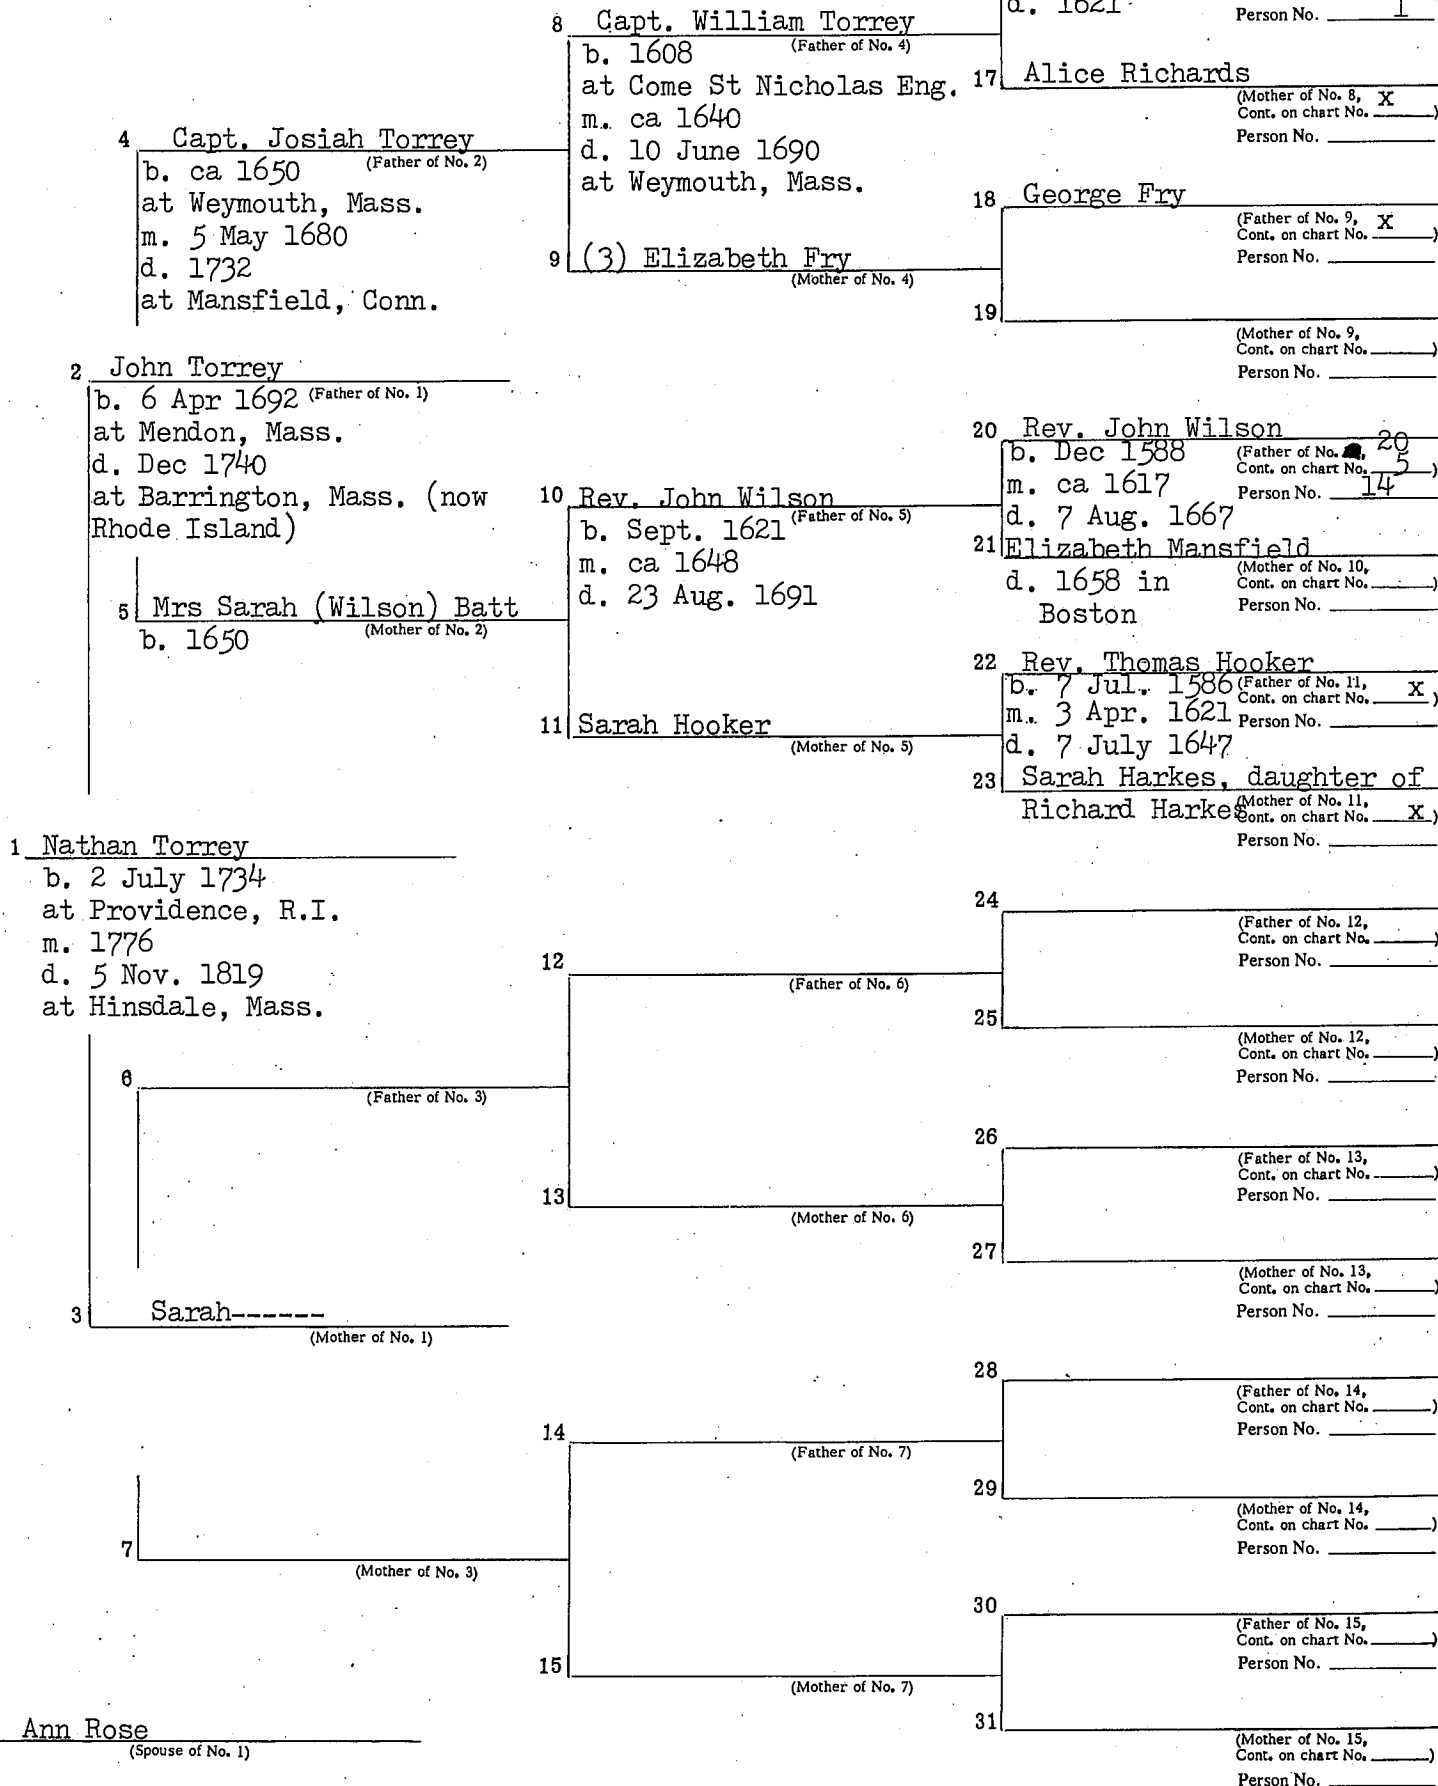 8 Capt. William Torrey
(Father of No. 4)
b. 1608
at Come St Nicholas Eng.
m. ca 1640
d. 10 June 1690
at Weymouth, Mass.
d. 1621
Person No. 1
17 Alice Richards
(Mother of No. 8, X
Cont. on chart No. )
Person No.
4 Capt. Josiah Torrey
(Father of No. 2)
b. ca 1650
at Weymouth, Mass.
m. 5 May 1680
d. 1732
at Mansfield, Conn.
18 George Fry
(Father of No. 9, X
Cont. on chart No. )
Person No.
9 (3) Elizabeth Fry
(Mother of No. 4)
19
(Mother of No. 9,
Cont. on chart No. )
Person No.
2 John Torrey
b. 6 Apr 1692 (Father of No. 1)
at Mendon, Mass.
d. Dec 1740
at Barrington, Mass. (now
Rhode Island)
20 Rev. John Wilson
b. Dec 1588
m. ca 1617
d. 7 Aug. 1667
(Father of No. , 20
Cont. on chart No. 5 )
Person No. 14
10 Rev. John Wilson
(Father of No. 5)
b. Sept. 1621
m. ca 1648
d. 23 Aug. 1691
21 Elizabeth Mansfield
(Mother of No. 10,
Cont. on chart No. )
Person No.
d. 1658 in
Boston
5 Mrs Sarah (Wilson) Batt
(Mother of No. 2)
b. 1650
22 Rev. Thomas Hooker
b. 7 Jul. 1586
m. 3 Apr. 1621
d. 7 July 1647
(Father of No. 11, X
Cont. on chart No. )
Person No.
11 Sarah Hooker
(Mother of No. 5)
23 Sarah Harkes, daughter of
Richard Harkes
(Mother of No. 11,
Cont. on chart No. X )
Person No.
1 Nathan Torrey
b. 2 July 1734
at Providence, R.I.
m. 1776
d. 5 Nov. 1819
at Hinsdale, Mass.
24
(Father of No. 12,
Cont. on chart No. )
Person No.
12
(Father of No. 6)
25
(Mother of No. 12,
Cont. on chart No. )
Person No.
6
(Father of No. 3)
26
(Father of No. 13,
Cont. on chart No. )
Person No.
13
(Mother of No. 6)
27
(Mother of No. 13,
Cont. on chart No. )
Person No.
3 Sarah------
(Mother of No. 1)
28
(Father of No. 14,
Cont. on chart No. )
Person No.
14
(Father of No. 7)
29
(Mother of No. 14,
Cont. on chart No. )
Person No.
7
(Mother of No. 3)
30
(Father of No. 15,
Cont. on chart No. )
Person No.
15
(Mother of No. 7)
31
(Mother of No. 15,
Cont. on chart No. )
Person No.
Ann Rose
(Spouse of No. 1)